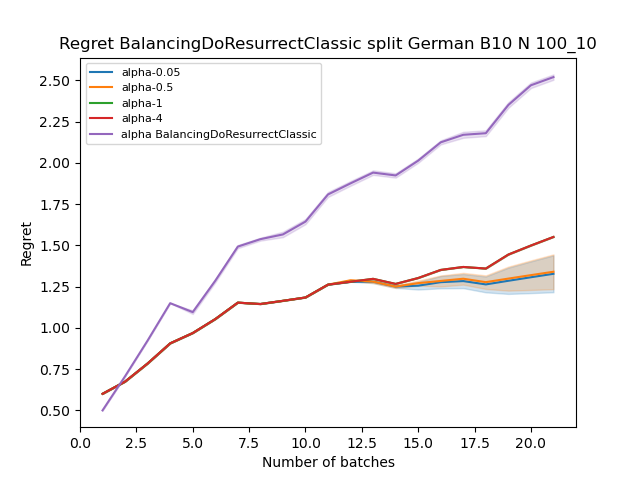 Regret BalancingDoResurrectClassic split German B10 N 100_10
alpha-0.05
alpha-0.5
alpha-1
alpha-4
alpha BalancingDoResurrectClassic
Regret
2.50
2.25
2.00
1.75
1.50
1.25
1.00
0.75
0.50
0.0 2.5 5.0 7.5 10.0 12.5 15.0 17.5 20.0
Number of batches